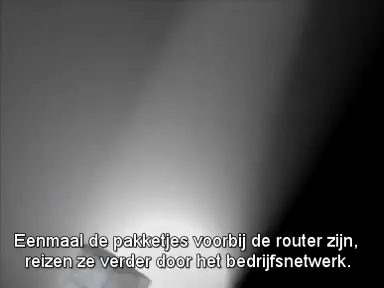 Eenmaal de pakketjes voorbij de router zijn,
reizen ze verder door het bedrijfsnetwerk.